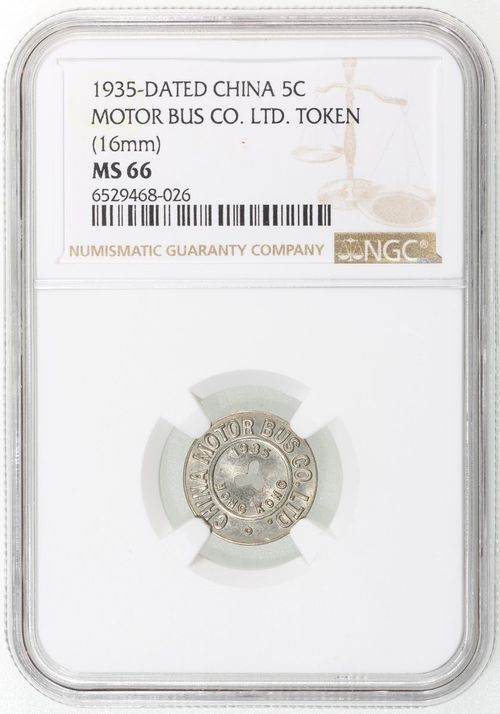 1935-DATED CHINA 5C
MOTOR BUS CO. LTD. TOKEN
(16mm)
MS 66
6529468-026
NUMISMATIC GUARANTY COMPANY
NGC®
CHINA MOTOR BUS CO. LTD.
1935
HONG KONG